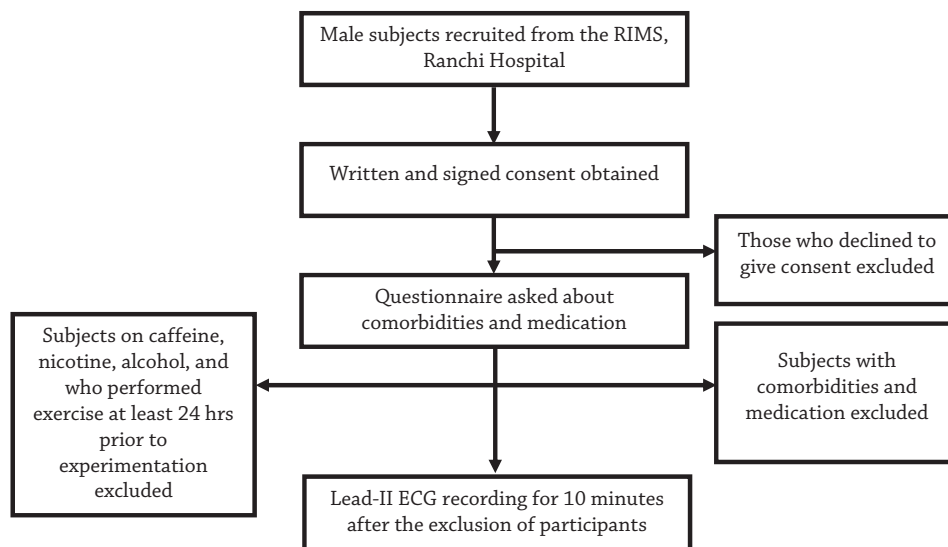 Male subjects recruited from the RIMS,
Ranchi Hospital
Written and signed consent obtained
Those who declined to
give consent excluded
Questionnaire asked about
comorbidities and medication
Subjects on caffeine,
nicotine, alcohol, and
who performed
exercise at least 24 hrs
prior to
experimentation
excluded
Subjects with
comorbidities and
medication excluded
Lead-II ECG recording for 10 minutes
after the exclusion of participants